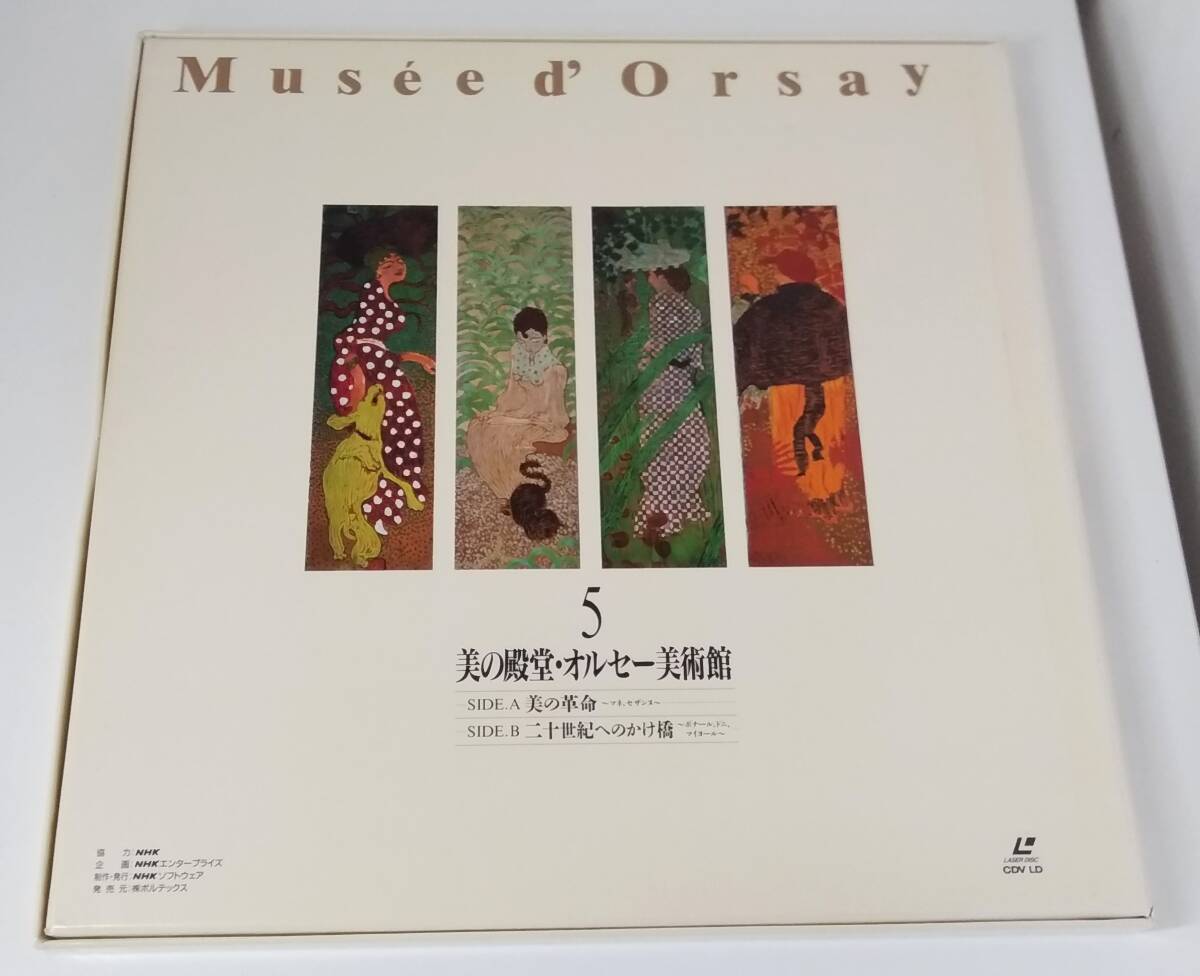 Musée d'Orsay
5
美の殿堂・オルセー美術館
SIDE.A 美の革命 〜マネ、セザンヌ〜
SIDE.B 二十世紀へのかけ橋 〜ボナール、ドニ、
マイヨール〜
協 力:NHK
企 画:NHKエンタープライズ
制作・発行:NHKソフトウェア
発 売 元:㈱ポルテックス
LASER DISC
CDV LD